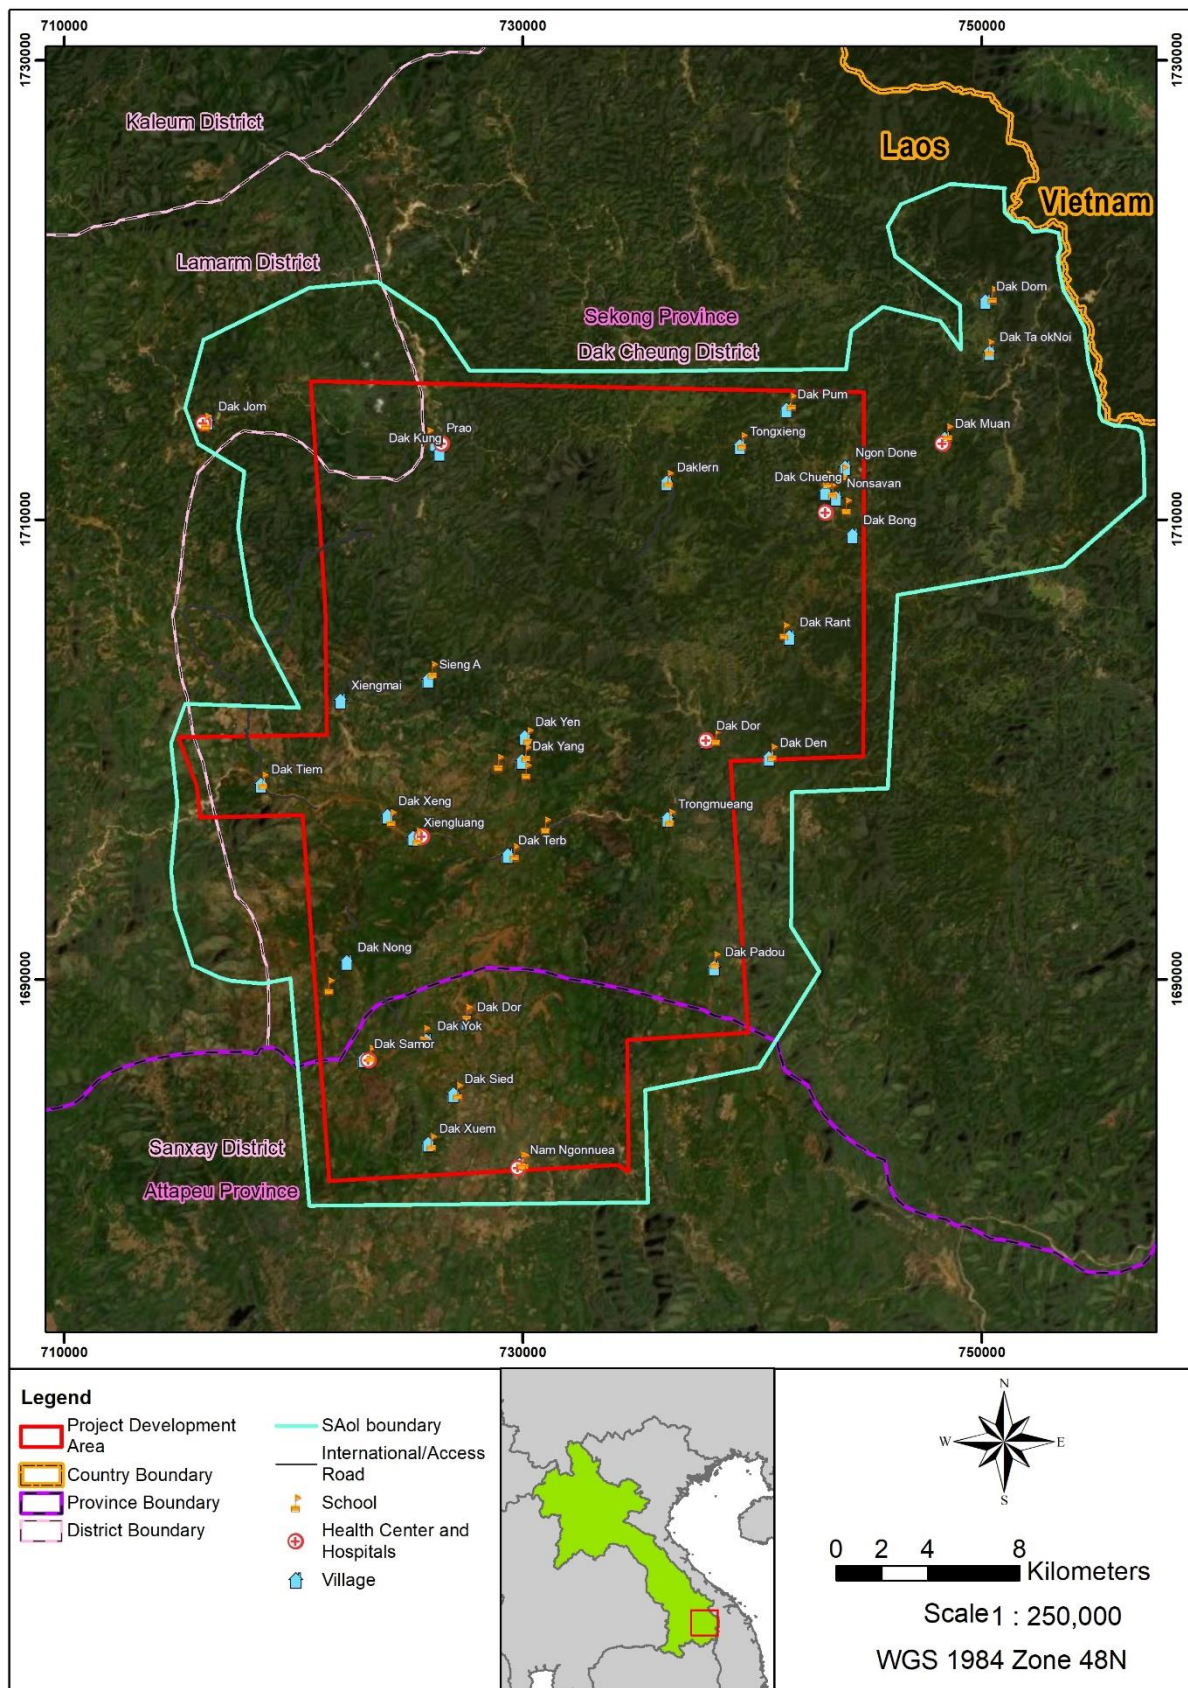 710000
730000
750000
1730000
1730000
Kaleum District
Laos
Vietnam
Lamarm District
Dak Dom
Sekong Province
Dak Cheung District
Dak Ta okNoi
Dak Pum
Dak Jom
Dak Muan
Prao
Tongxieng
Dak Kung
Ngon Done
Daklern
Dak Chueng
Nonsavan
1710000
1710000
Dak Bong
Dak Rant
Sieng A
Xiengmai
Dak Yen
Dak Dor
Dak Yang
Dak Den
Dak Tiem
Dak Xeng
Trongmueang
Xiengluang
Dak Terb
Dak Nong
Dak Padou
1690000
1690000
Dak Dor
Dak Yok
Dak Samor
Dak Sied
Dak Xuem
Sanxay District
Nam Ngonnuea
Attapeu Province
710000
730000
750000
Legend
Project Development
Area
Country Boundary
Province Boundary
District Boundary
SAoI boundary
International/Access
Road
School
Health Center and
Hospitals
Village
N
W
E
S
0 2 4 8
Kilometers
Scale 1 : 250,000
WGS 1984 Zone 48N